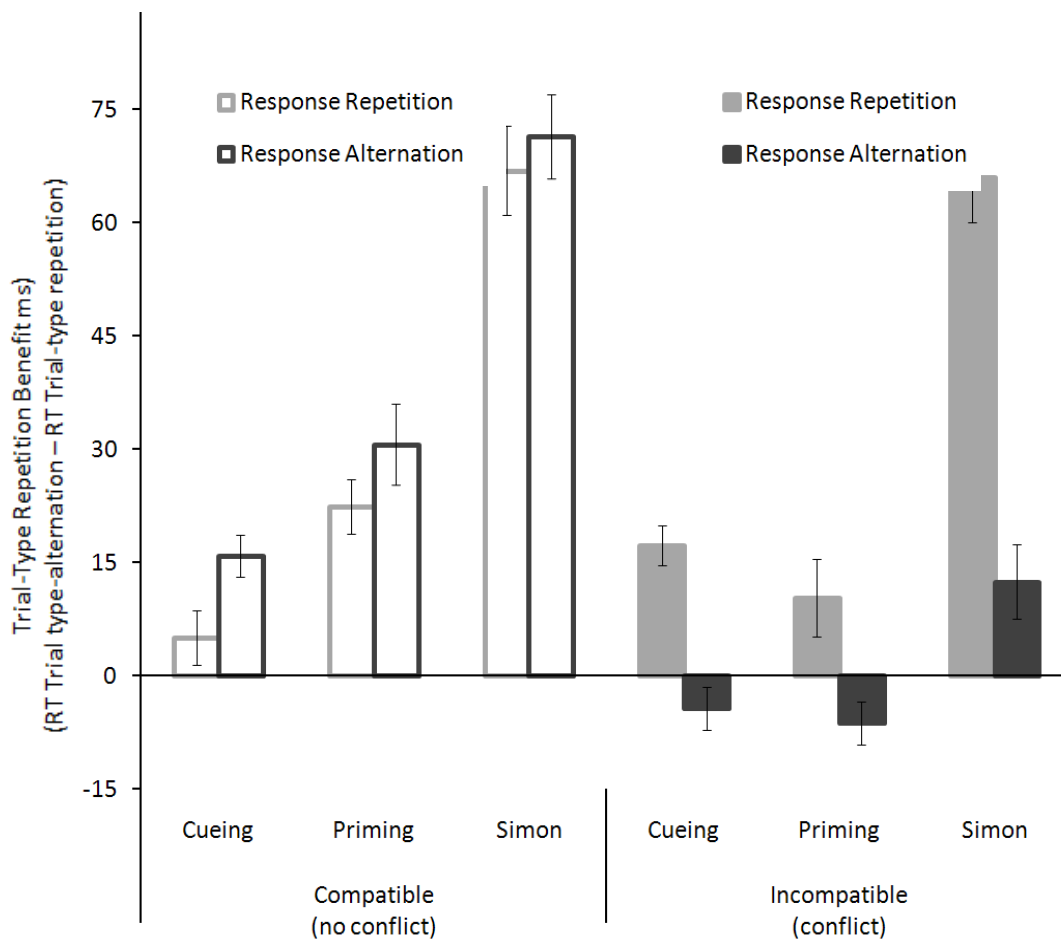 Trial-Type Repetition Benefit ms)
(RT Trial type-alternation – RT Trial-type repetition)
75
60
45
30
15
0
-15
Response Repetition
Response Alternation
Response Repetition
Response Alternation
Cueing Priming Simon Cueing Priming Simon
Compatible
(no conflict)
Incompatible
(conflict)